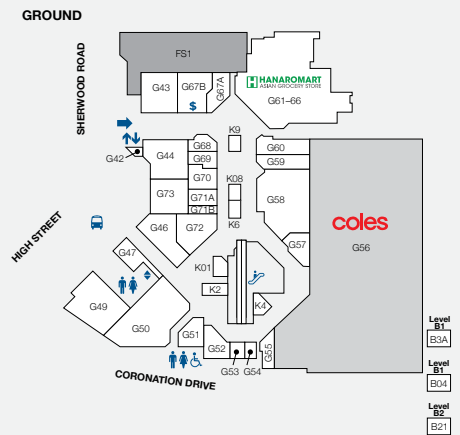 GROUND
SHERWOOD ROAD
FS1
G43
G67B
G67A
$
HANAROMART
ASIAN GROCERY STORE
G61–66
K9
G42
G44
G68
G69
G70
G60
G59
G73
G71A
G71B
K08
K6
G58
coles
G56
HIGH STREET
G46
G72
G57
G47
K01
K2
K4
G49
G50
G51
G52
G53
G54
G55
CORONATION DRIVE
Level
B1
B3A
Level
B1
B04
Level
B2
B21